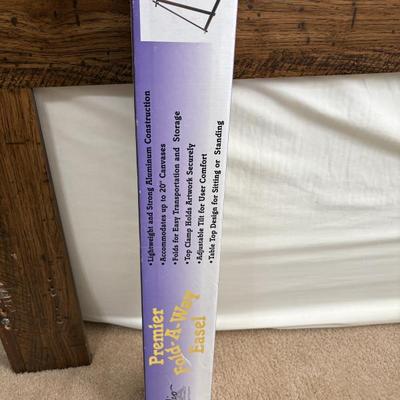 • Lightweight and Strong Aluminum Construction
• Accommodates up to 20" Canvases
• Folds for Easy Transportation and Storage
• Top Clamp Holds Artwork Securely
• Adjustable Tilt for User Comfort
• Table Top Design for Sitting or Standing
Premier
Fold-A-Way
Easel